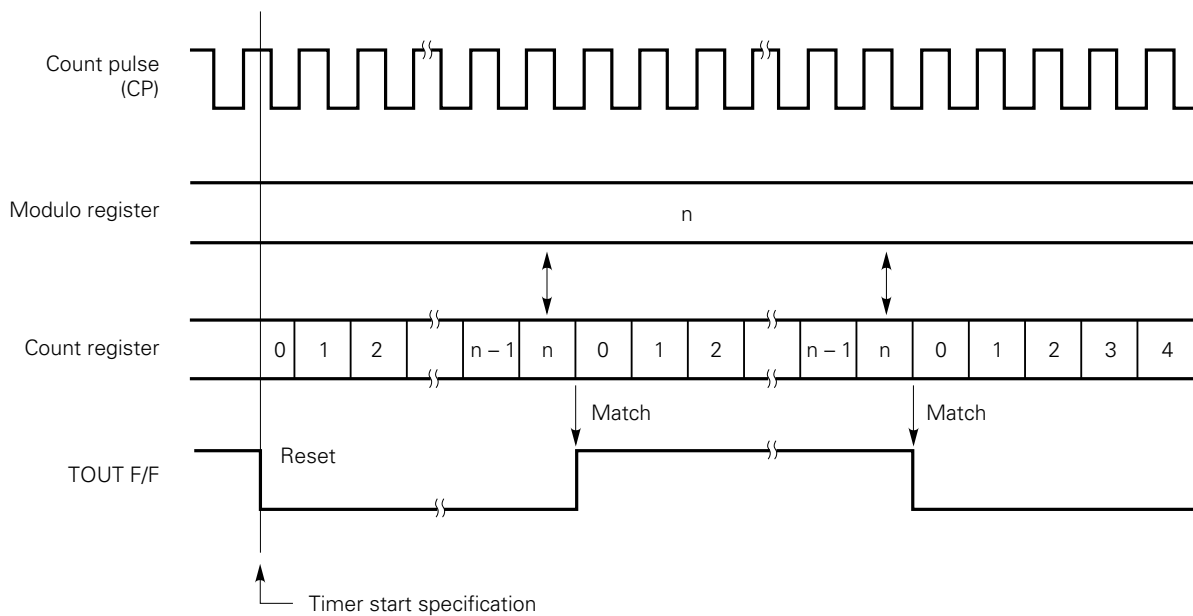 Count pulse
(CP)
Modulo register
n
Count register
0 1 2 n – 1 n 0 1 2 n – 1 n 0 1 2 3 4
Match Match
TOUT F/F
Reset
Timer start specification